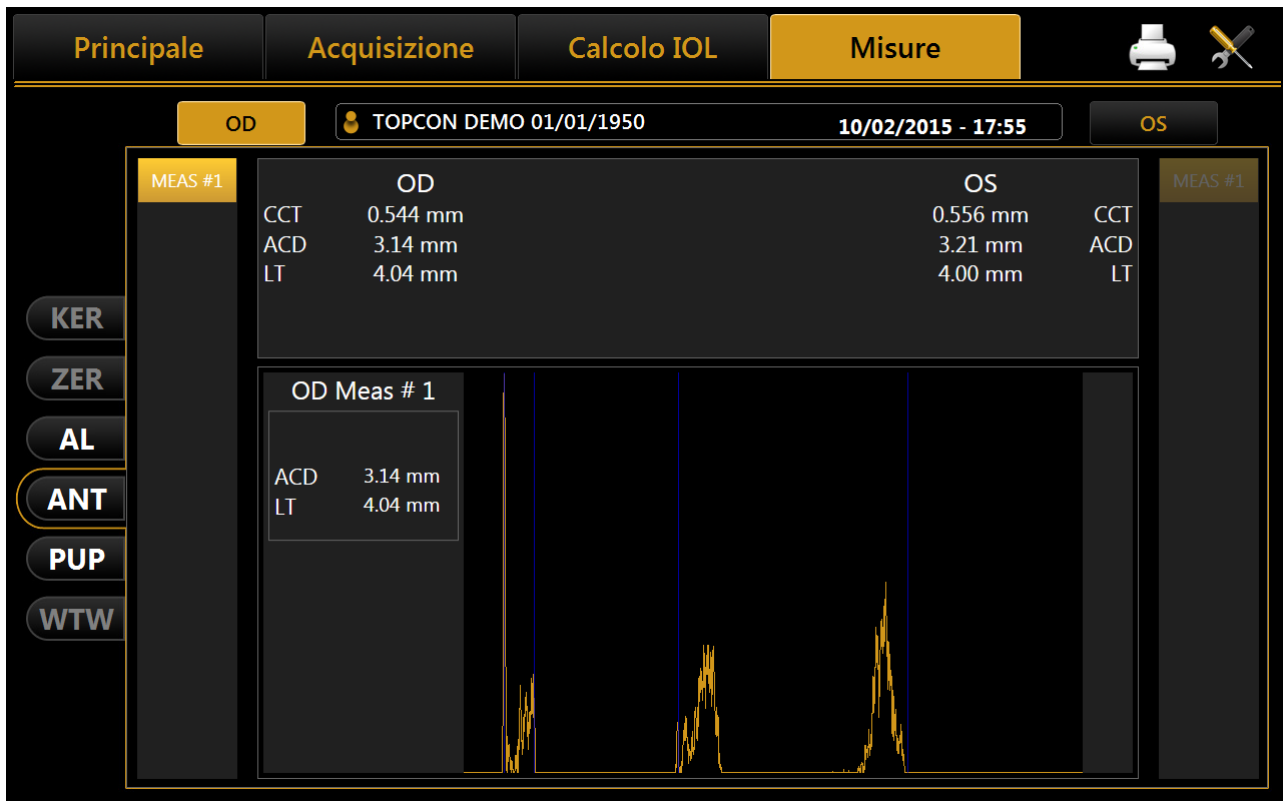 Principale Acquisizione Calcolo IOL Misure
OD TOPCON DEMO 01/01/1950 10/02/2015 - 17:55 OS
MEAS #1 OD OS MEAS #1
CCT 0.544 mm 0.556 mm CCT
ACD 3.14 mm 3.21 mm ACD
LT 4.04 mm 4.00 mm LT
KER
ZER
AL
ANT
PUP
WTW
OD Meas # 1
ACD 3.14 mm
LT 4.04 mm